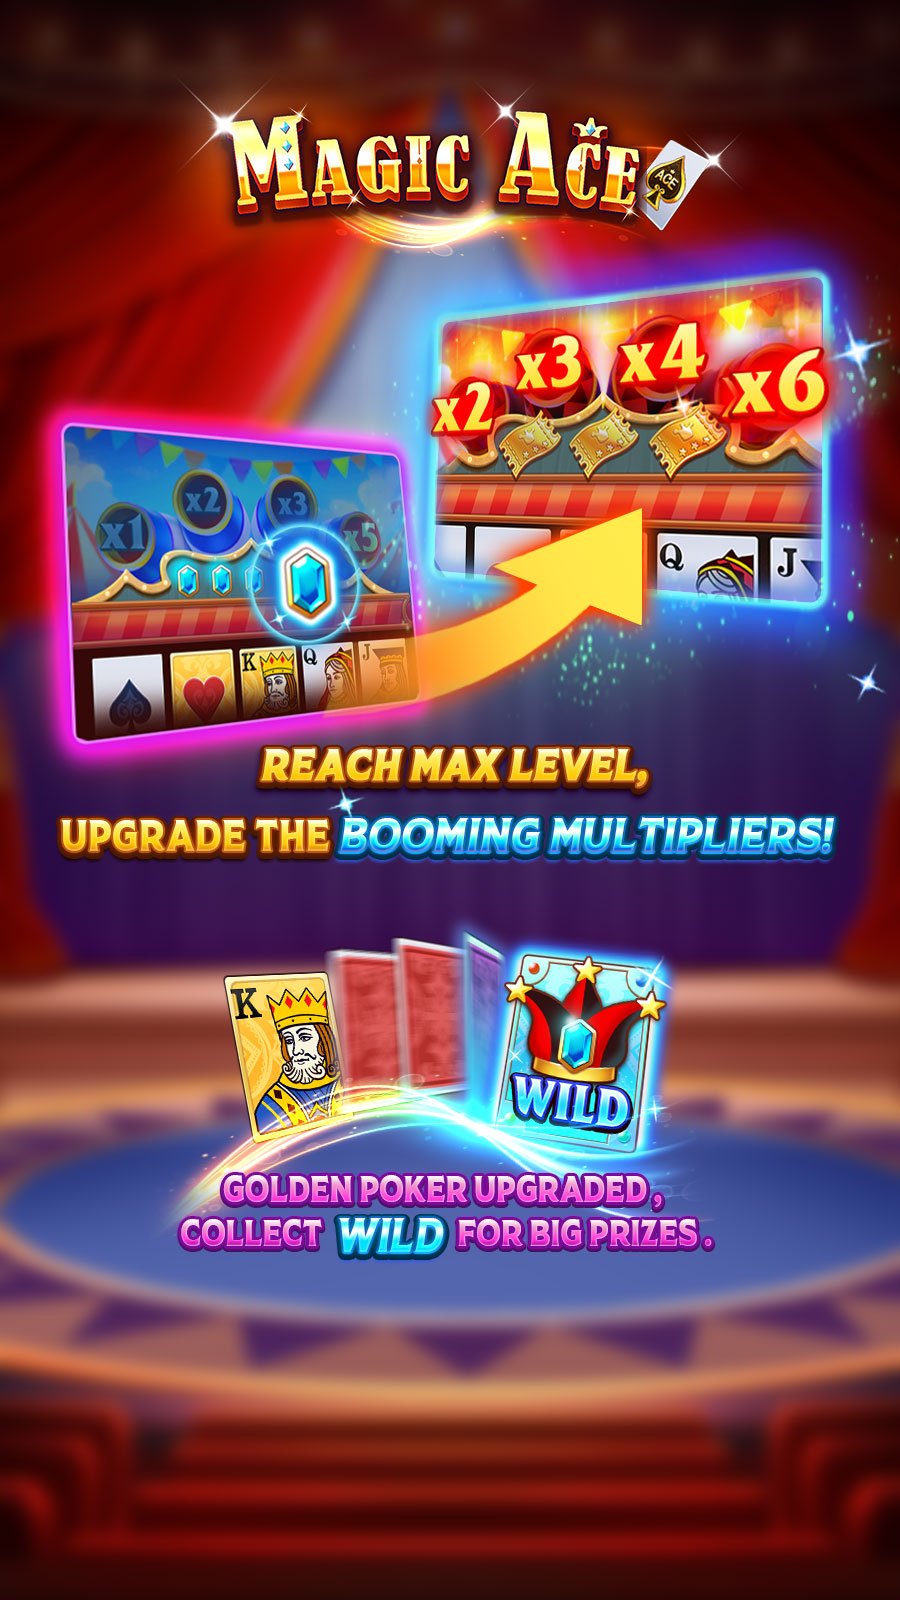 MAGIC ACE
ACE
x2 x3 x4 x6
x1 x2 x3 x5
Q J
K Q J
REACH MAX LEVEL,
UPGRADE THE BOOMING MULTIPLIERS!
K
WILD
GOLDEN POKER UPGRADED,
COLLECT WILD FOR BIG PRIZES.